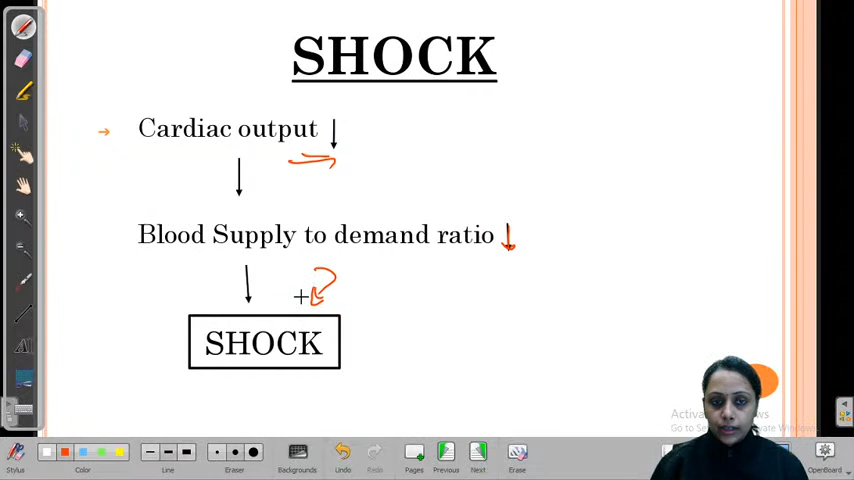 SHOCK
Cardiac output ↓
Blood Supply to demand ratio ↓
SHOCK
Stylus
Color
Line
Eraser
Backgrounds
Undo
Redo
Pages
Previous
Next
Erase
OpenBoard